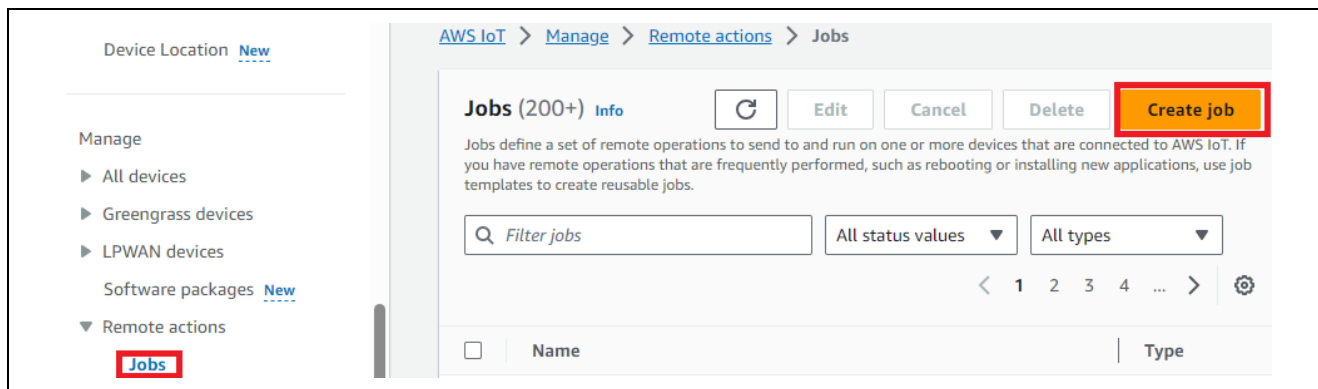 Device Location New
Manage
All devices
Greengrass devices
LPWAN devices
Software packages New
Remote actions
Jobs
AWS IoT > Manage > Remote actions > Jobs
Jobs (200+) Info
Edit
Cancel
Delete
Create job
Jobs define a set of remote operations to send to and run on one or more devices that are connected to AWS IoT. If
you have remote operations that are frequently performed, such as rebooting or installing new applications, use job
templates to create reusable jobs.
Filter jobs
All status values
All types
< 1 2 3 4 ... >
Name
Type